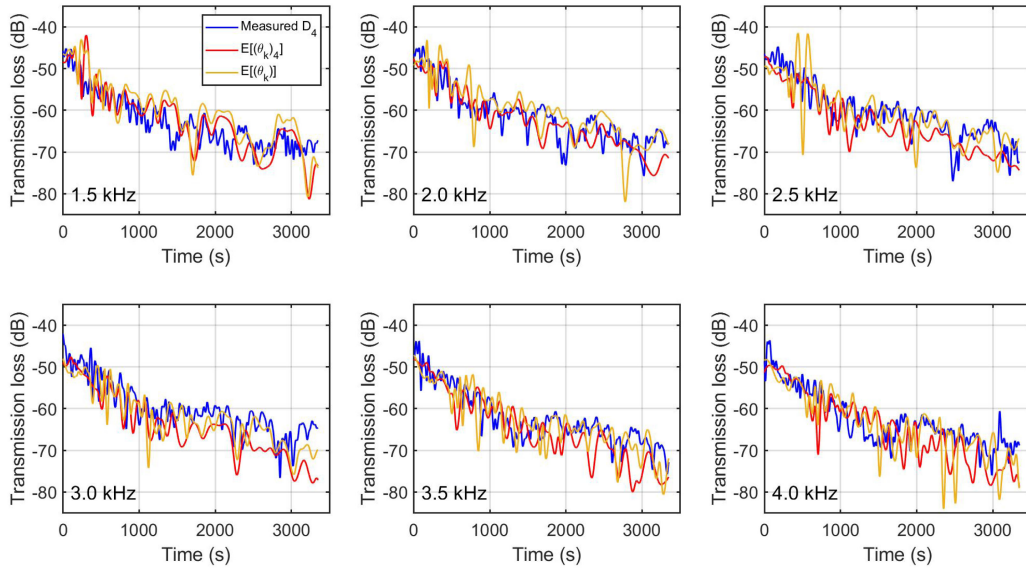 Transmission loss (dB)
-40
-50
-60
-70
-80
Measured D4
E[(θk)4]
E[(θk)]
1.5 kHz
0 1000 2000 3000
Time (s)
Transmission loss (dB)
-40
-50
-60
-70
-80
2.0 kHz
0 1000 2000 3000
Time (s)
Transmission loss (dB)
-40
-50
-60
-70
-80
2.5 kHz
0 1000 2000 3000
Time (s)
Transmission loss (dB)
-40
-50
-60
-70
-80
3.0 kHz
0 1000 2000 3000
Time (s)
Transmission loss (dB)
-40
-50
-60
-70
-80
3.5 kHz
0 1000 2000 3000
Time (s)
Transmission loss (dB)
-40
-50
-60
-70
-80
4.0 kHz
0 1000 2000 3000
Time (s)